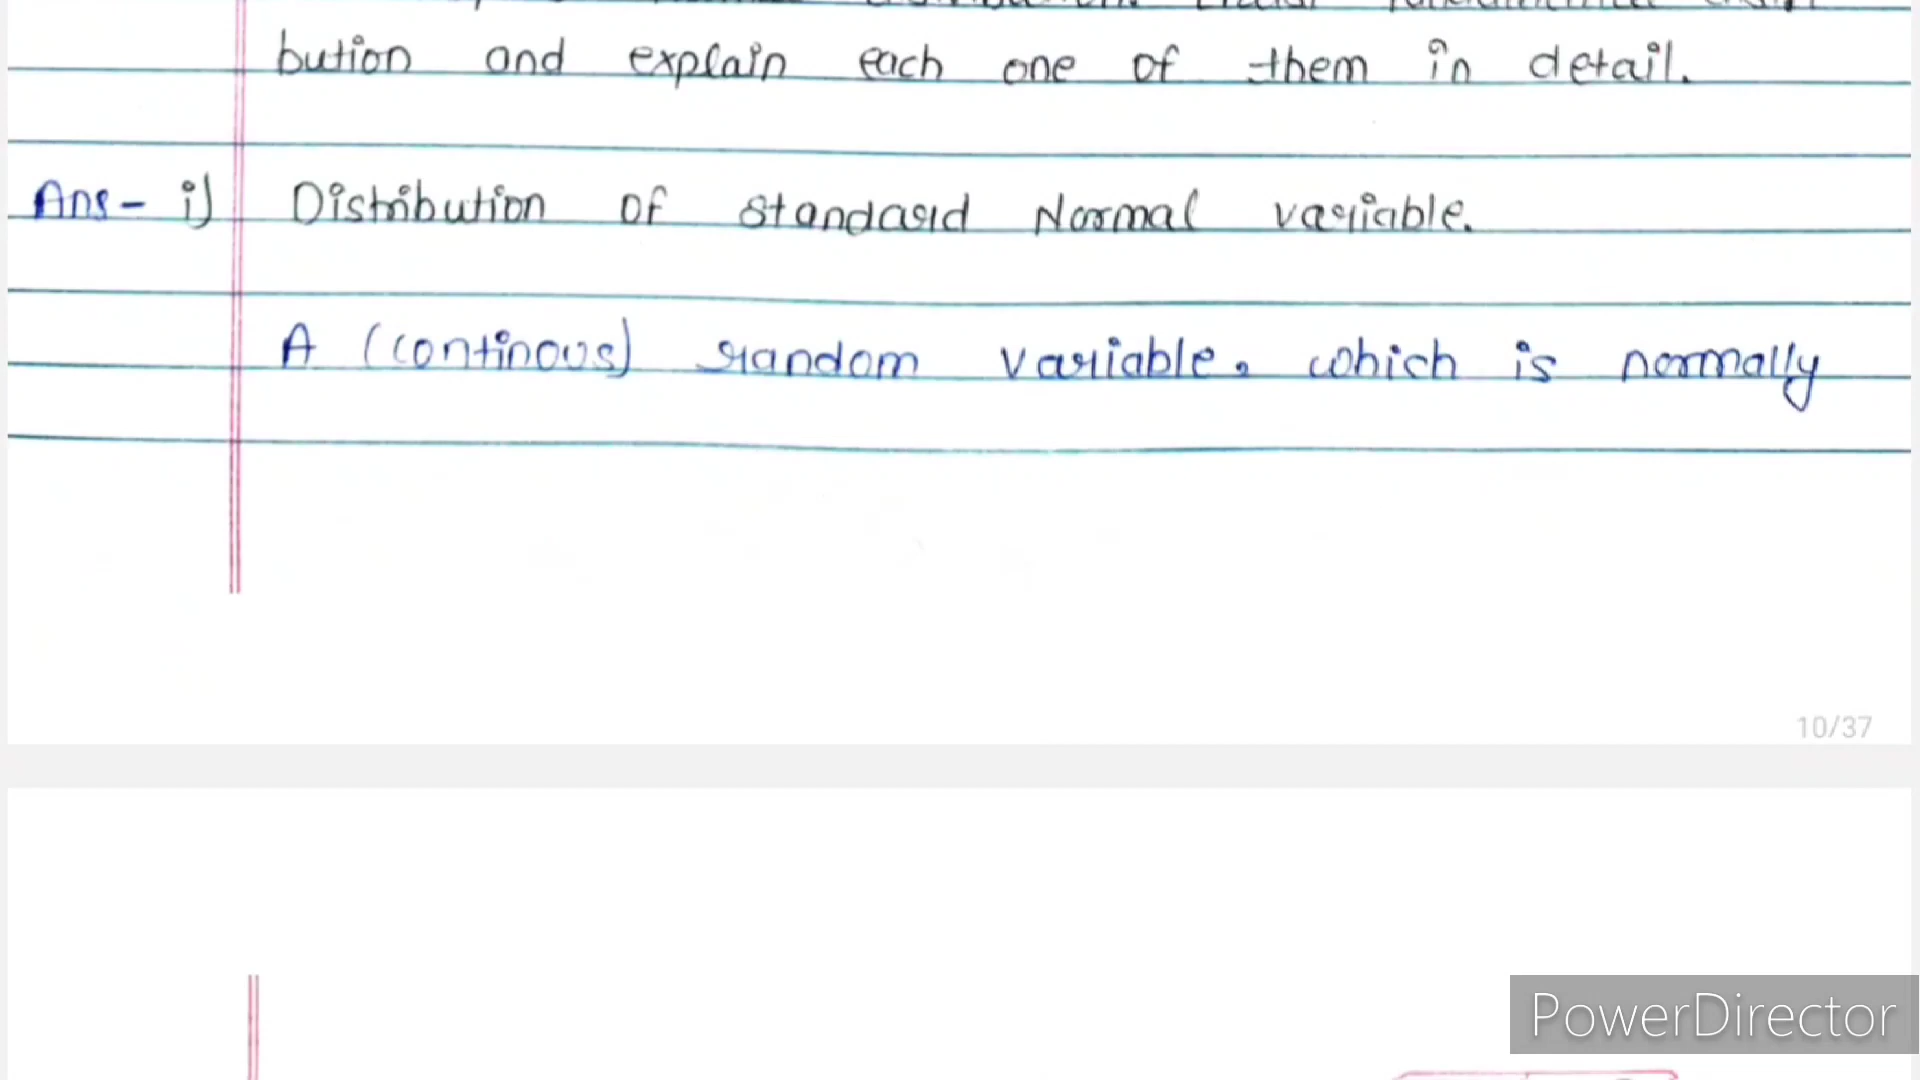 bution and explain each one of them in detail.
Ans- i) Distribution of standard Normal variable.
A (continous) random variable, which is normally
10/37
PowerDirector